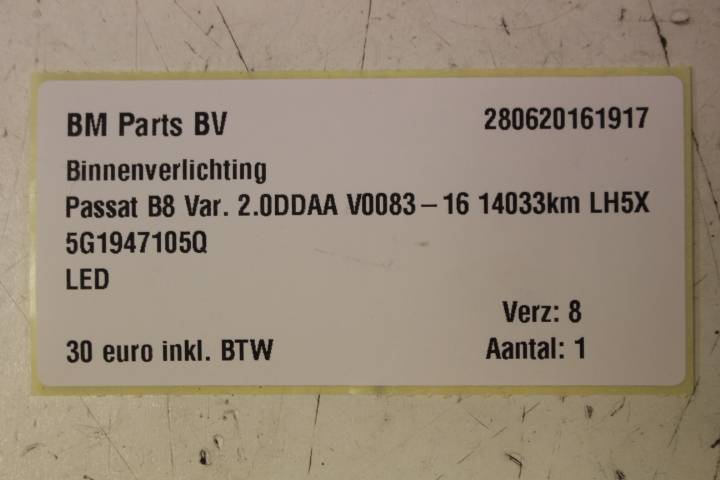 BM Parts BV 280620161917
Binnenverlichting
Passat B8 Var. 2.0DDAA V0083-16 14033km LH5X
5G1947105Q
LED
Verz: 8
30 euro inkl. BTW Aantal: 1